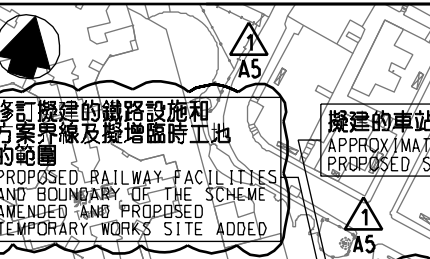 1
A5
修訂擬建的鐵路設施和
方案界線及擬增臨時工地
的範圍
PROPOSED RAILWAY FACILITIES
AND BOUNDARY OF THE SCHEME
AMENDED AND PROPOSED
TEMPORARY WORKS SITE ADDED
擬建的車站
APPROXIMAT
PROPOSED S
1
A5